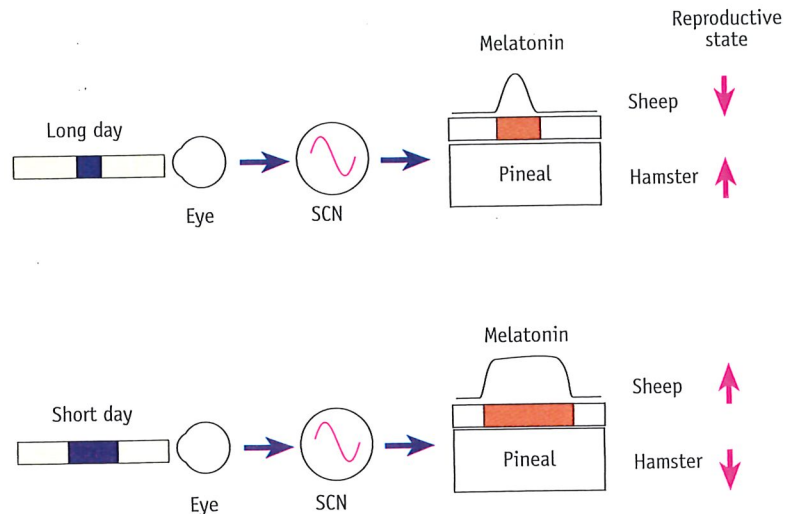 Reproductive
state
Melatonin
Sheep
Long day
Pineal
Hamster
Eye
SCN
Melatonin
Sheep
Short day
Pineal
Hamster
Eye
SCN